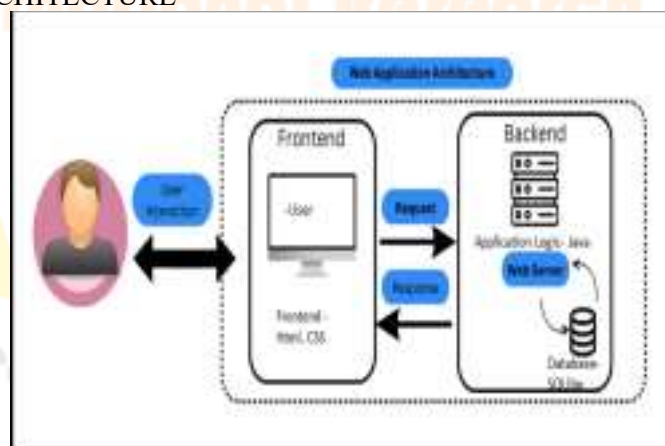 CHITECTURE
Web Application Architecture
User
Interaction
Frontend
-User
Frontend -
Html, CSS
Request
Response
Backend
Application Logic- Java
Web Server
Database-
SQLite